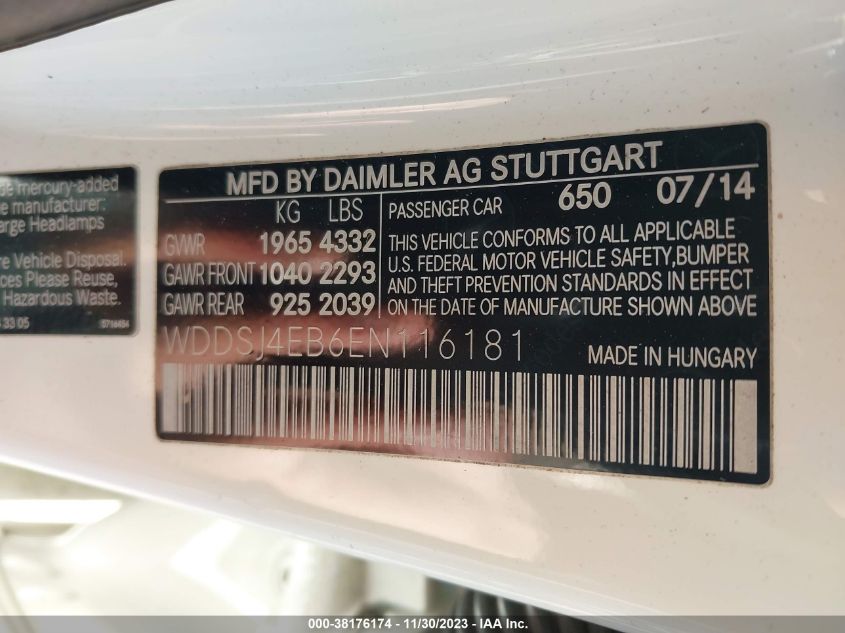 de mercury-added
e manufacturer:
arge Headlamps
re Vehicle Disposal.
ces Please Reuse,
Hazardous Waste.
33 05
0716454
MFD BY DAIMLER AG STUTTGART
KG LBS
GVWR 1965 4332
GAWR FRONT 1040 2293
GAWR REAR 925 2039
PASSENGER CAR 650 07/14
THIS VEHICLE CONFORMS TO ALL APPLICABLE
U.S. FEDERAL MOTOR VEHICLE SAFETY,BUMPER
AND THEFT PREVENTION STANDARDS IN EFFECT
ON THE DATE OF MANUFACTURE SHOWN ABOVE
WDDSJ4EB6EN116181
MADE IN HUNGARY
000-38176174 - 11/30/2023 - IAA Inc.